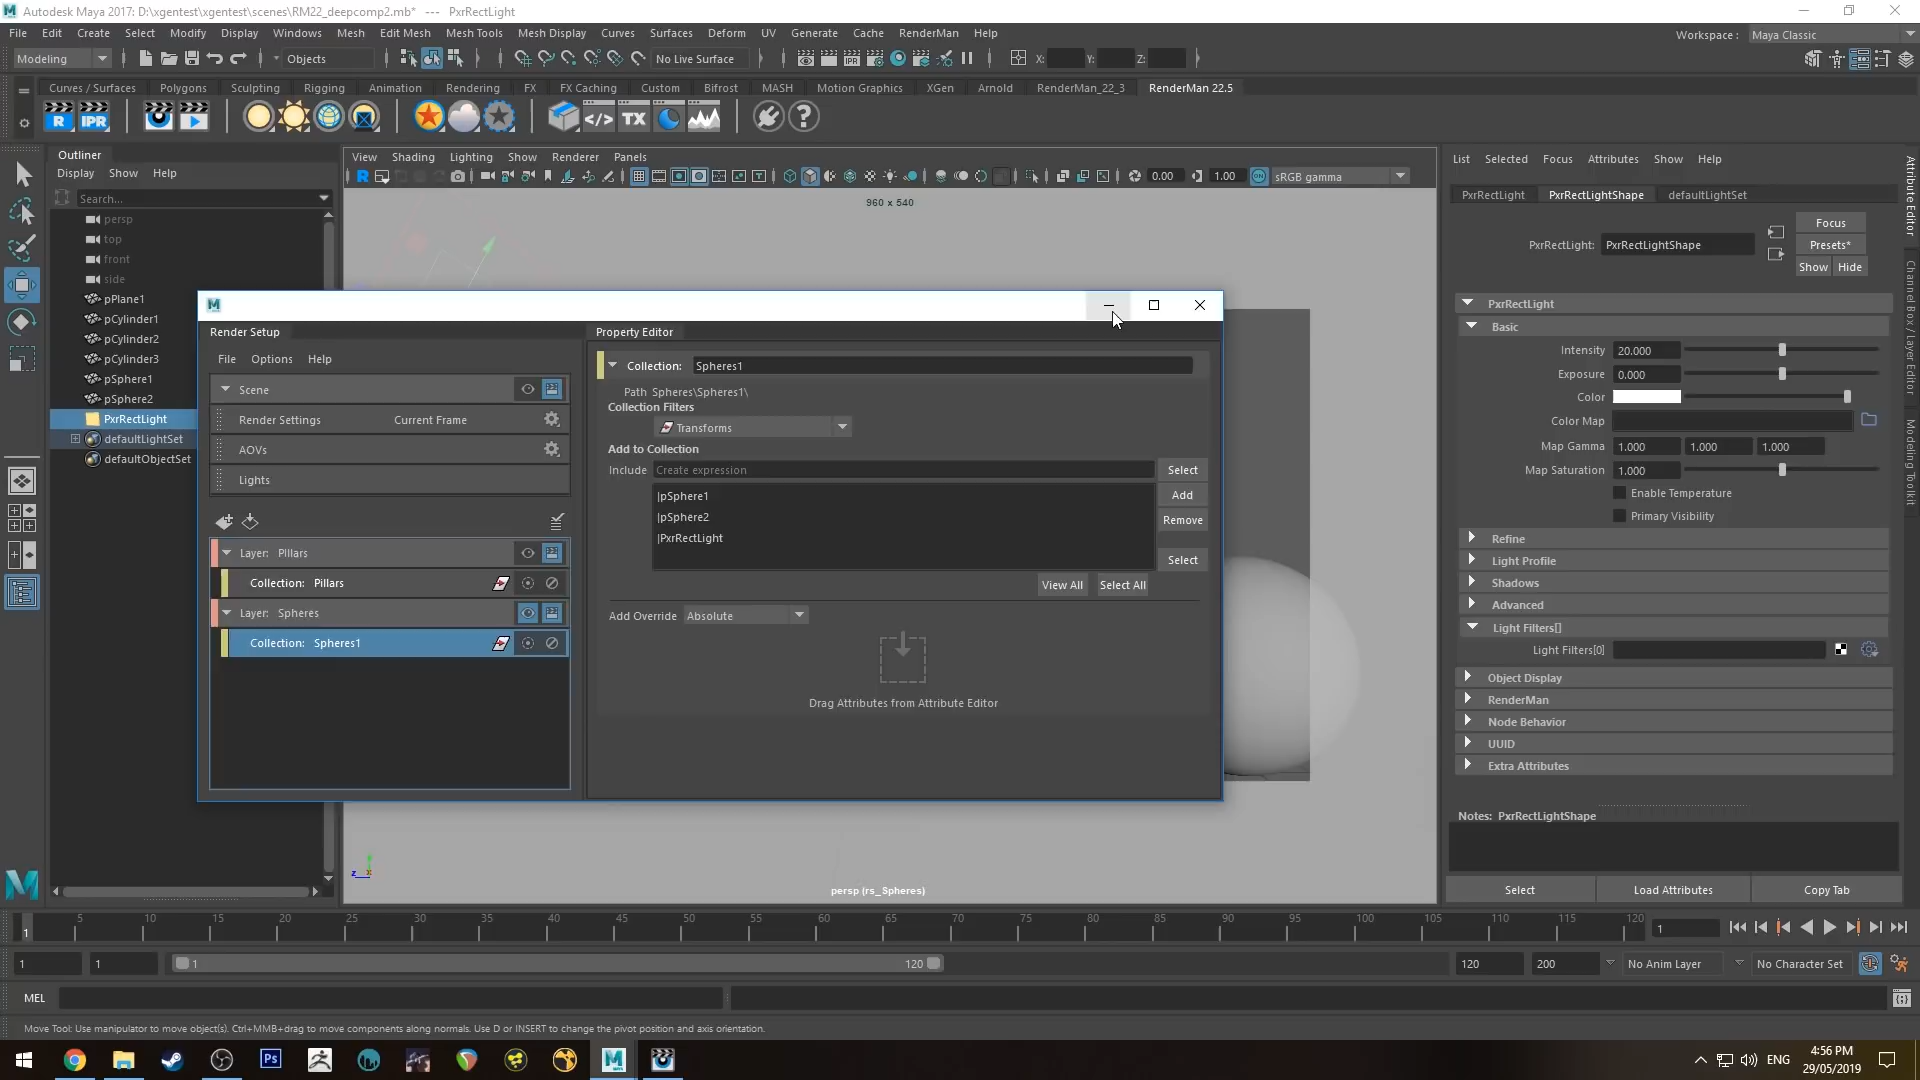 Autodesk Maya 2017: D:\xgentest\xgentest\scenes\RM22_deepcomp2.mb* --- PxrRectLight
File Edit Create Select Modify Display Windows Mesh Edit Mesh Mesh Tools Mesh Display Curves Surfaces Deform UV Generate Cache RenderMan Help
Workspace : Maya Classic
Modeling Objects No Live Surface X: Y: Z:
Curves / Surfaces Polygons Sculpting Rigging Animation Rendering FX FX Caching Custom Bifrost MASH Motion Graphics XGen Arnold RenderMan_22_3 RenderMan 22.5
R IPR </> TX ?
Outliner
Display Show Help
Search...
persp
top
front
side
pPlane1
pCylinder1
pCylinder2
pCylinder3
pSphere1
pSphere2
PxrRectLight
defaultLightSet
defaultObjectSet
View Shading Lighting Show Renderer Panels
R 0.00 1.00 ON sRGB gamma
960 x 540
Render Setup
File Options Help
Scene
Render Settings Current Frame
AOVs
Lights
Layer: Pillars
Collection: Pillars
Layer: Spheres
Collection: Spheres1
Property Editor
Collection: Spheres1
Path Spheres\Spheres1\
Collection Filters
Transforms
Add to Collection
Include Create expression Select
|pSphere1 Add
|pSphere2 Remove
|PxrRectLight
Select
View All Select All
Add Override Absolute
Drag Attributes from Attribute Editor
persp (rs_Spheres)
z x
List Selected Focus Attributes Show Help
PxrRectLight PxrRectLightShape defaultLightSet
Focus
PxrRectLight: PxrRectLightShape Presets*
Show Hide
PxrRectLight
Basic
Intensity 20.000
Exposure 0.000
Color
Color Map
Map Gamma 1.000 1.000 1.000
Map Saturation 1.000
Enable Temperature
Primary Visibility
Refine
Light Profile
Shadows
Advanced
Light Filters[]
Light Filters[0]
Object Display
RenderMan
Node Behavior
UUID
Extra Attributes
Notes: PxrRectLightShape
Select Load Attributes Copy Tab
Attribute Editor
Channel Box / Layer Editor
Modeling Toolkit
5 10 15 20 25 30 35 40 45 50 55 60 65 70 75 80 85 90 95 100 105 110 115 120
1 1
1 1 1 120 120 200 No Anim Layer No Character Set
MEL
Move Tool: Use manipulator to move object(s). Ctrl+MMB+drag to move components along normals. Use D or INSERT to change the pivot position and axis orientation.
Ps ENG 4:56 PM
29/05/2019